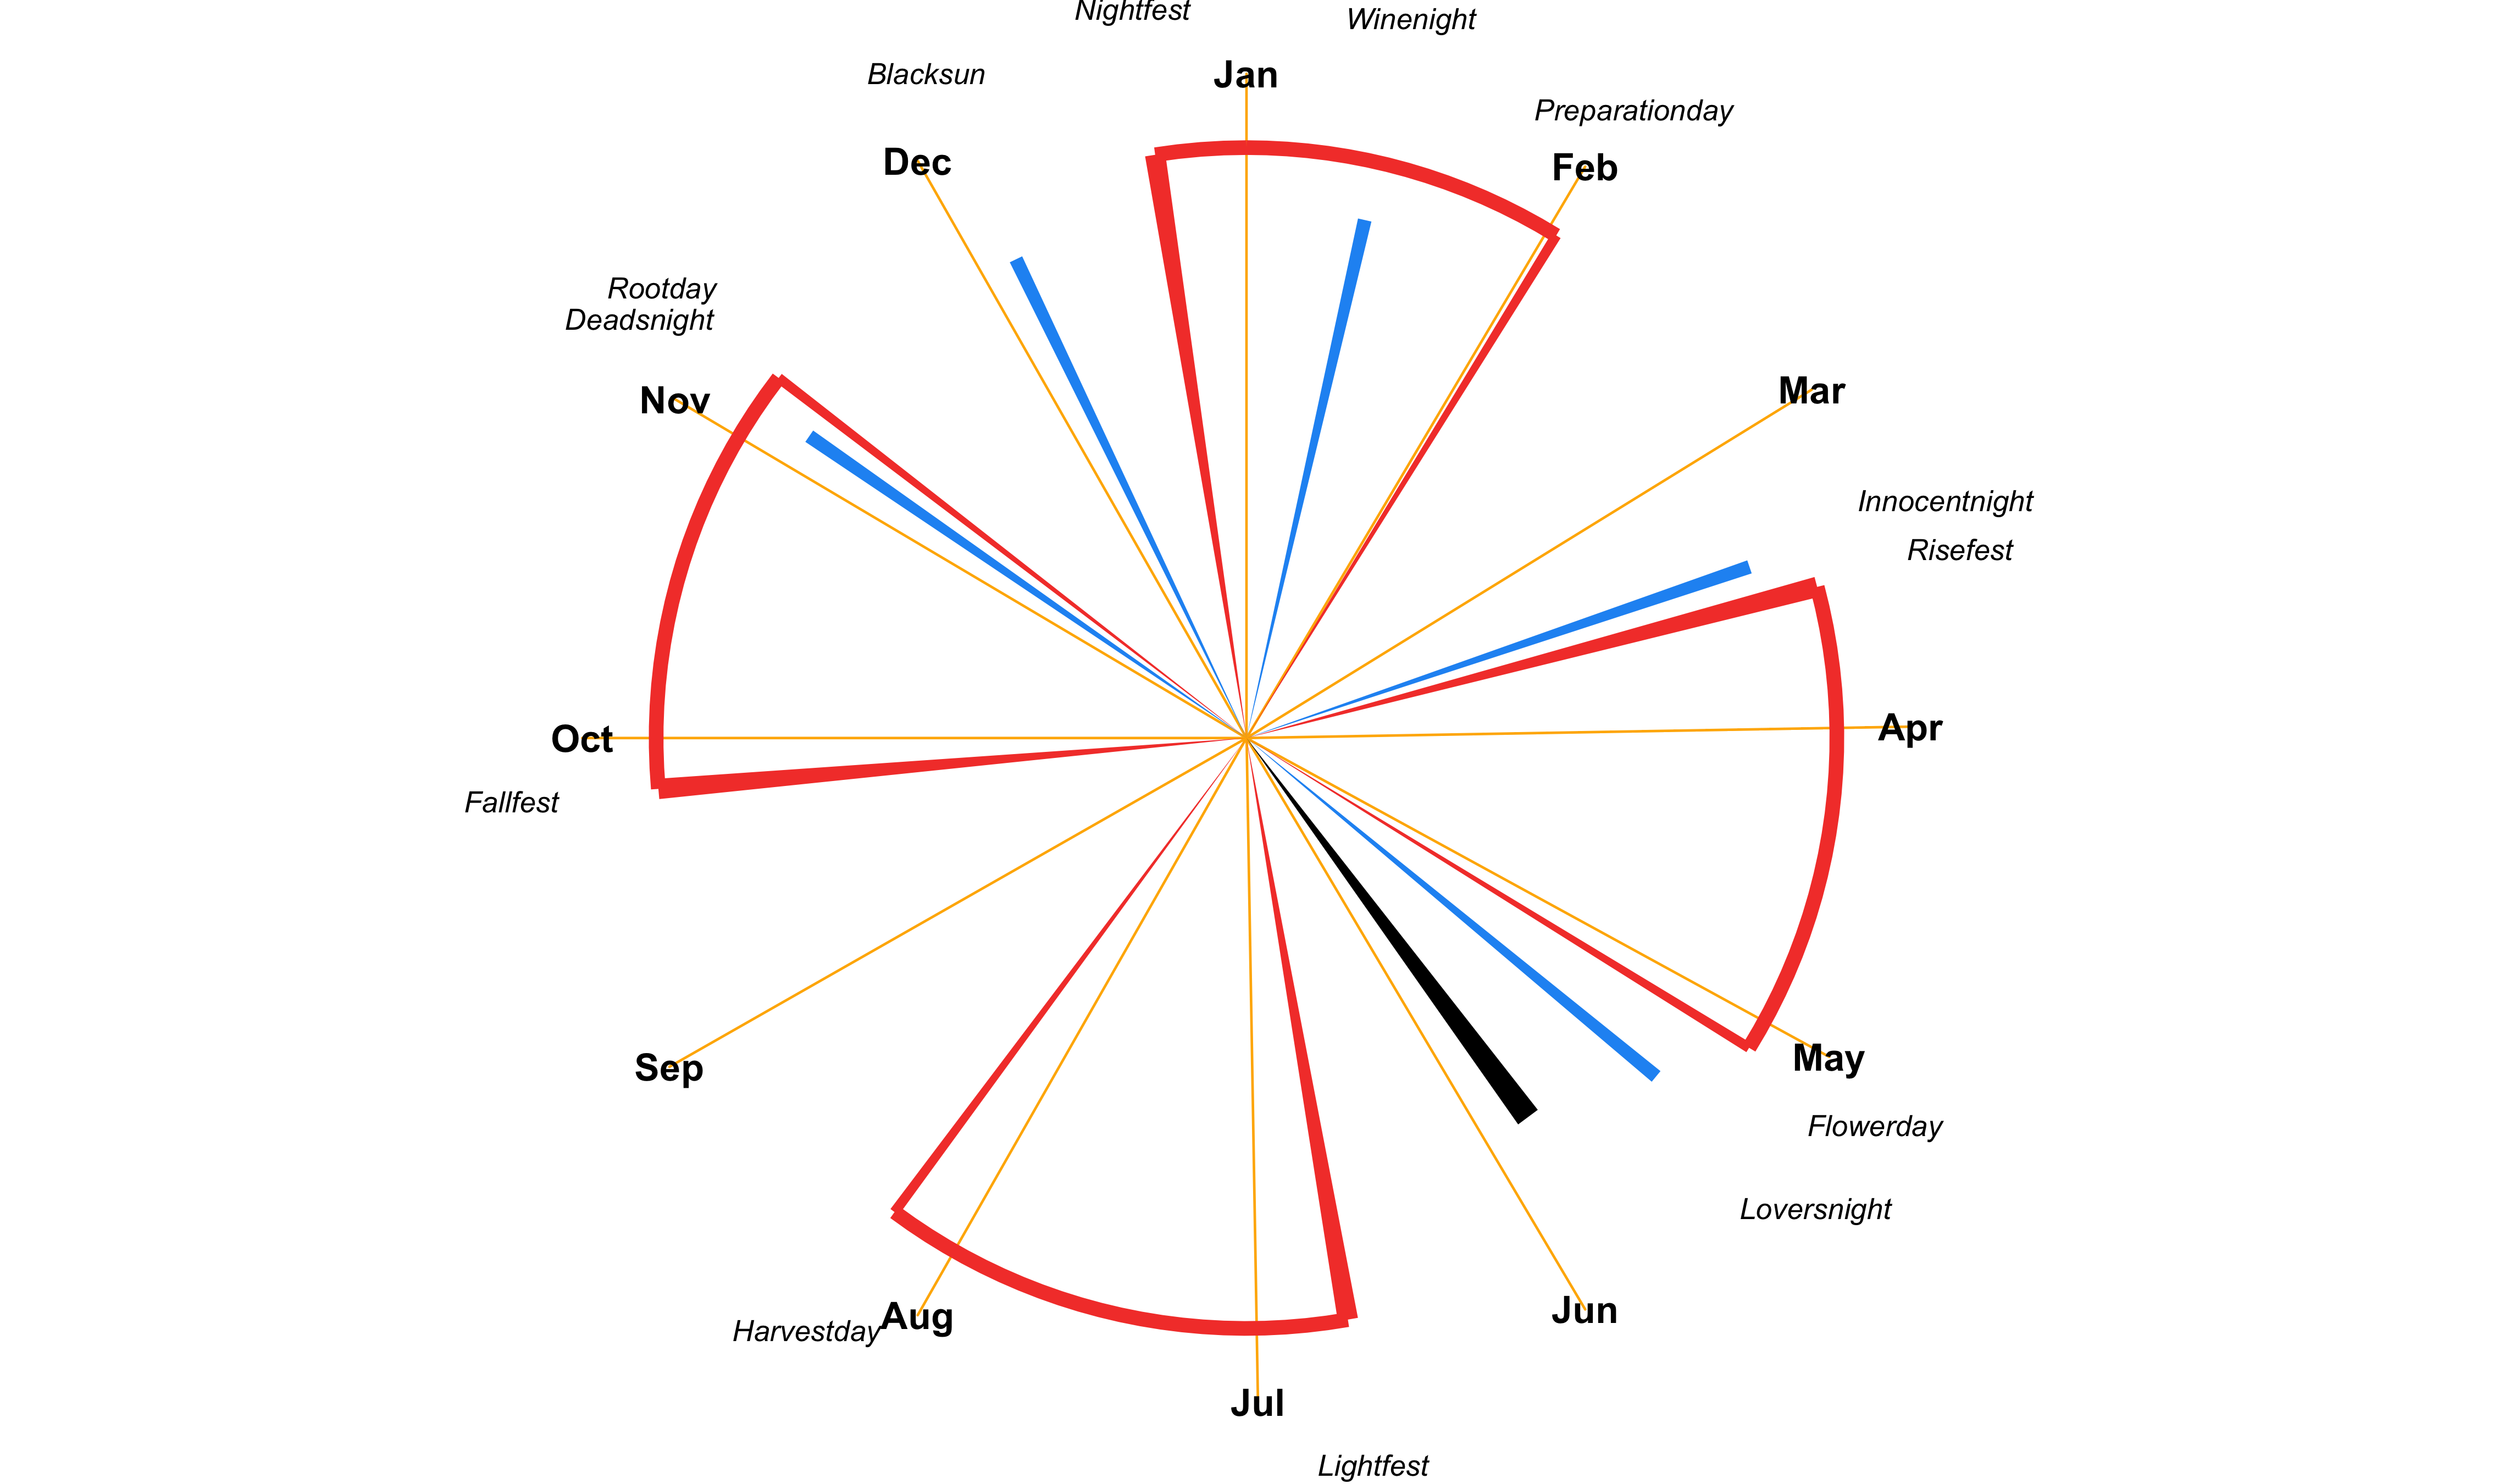 Nightfest
Winenight
Blacksun
Jan
Preparationday
Dec
Feb
Rootday
Deadsnight
Nov
Mar
Innocentnight
Risefest
Oct
Apr
Fallfest
Sep
May
Flowerday
Loversnight
Harvestday
Aug
Jun
Jul
Lightfest